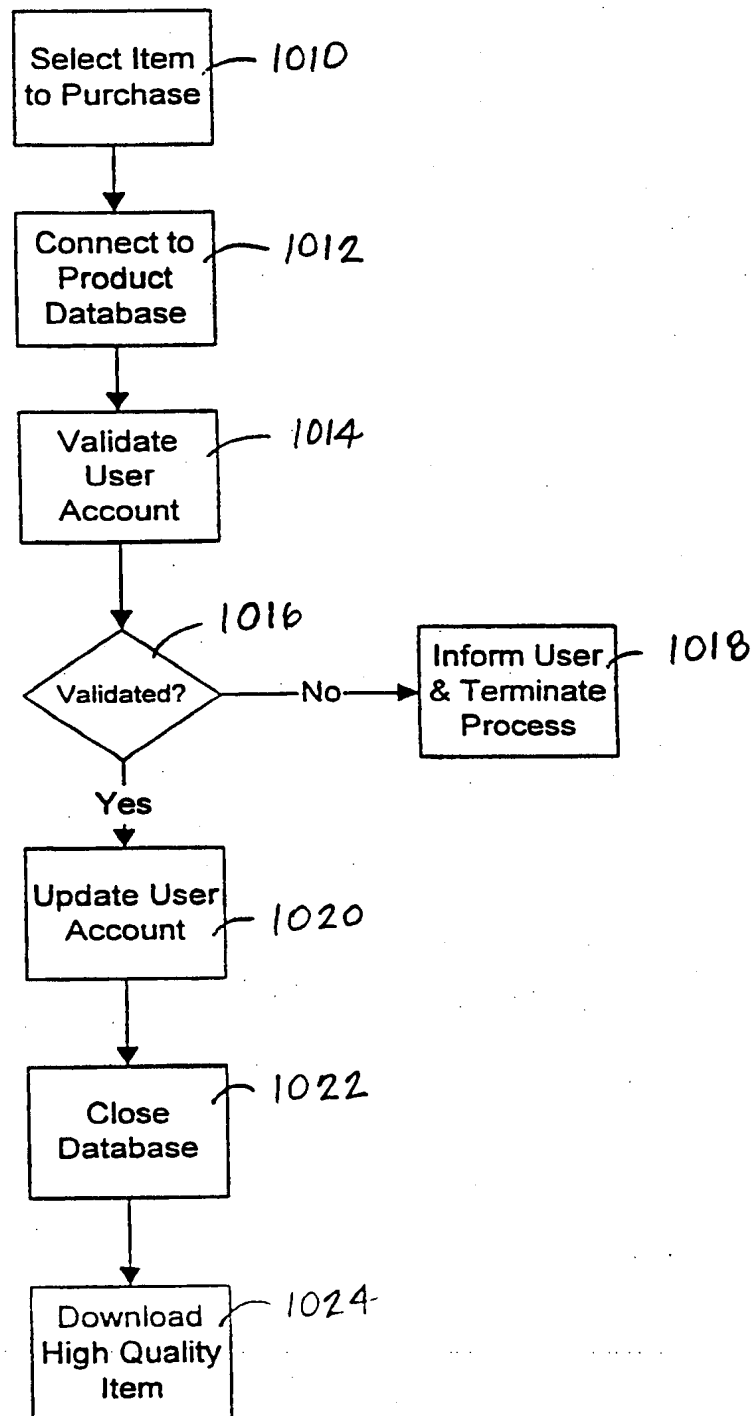 Select Item
to Purchase
1010
Connect to
Product
Database
1012
Validate
User
Account
1014
Validated?
1016
No
Inform User
& Terminate
Process
1018
Yes
Update User
Account
1020
Close
Database
1022
Download
High Quality
Item
1024